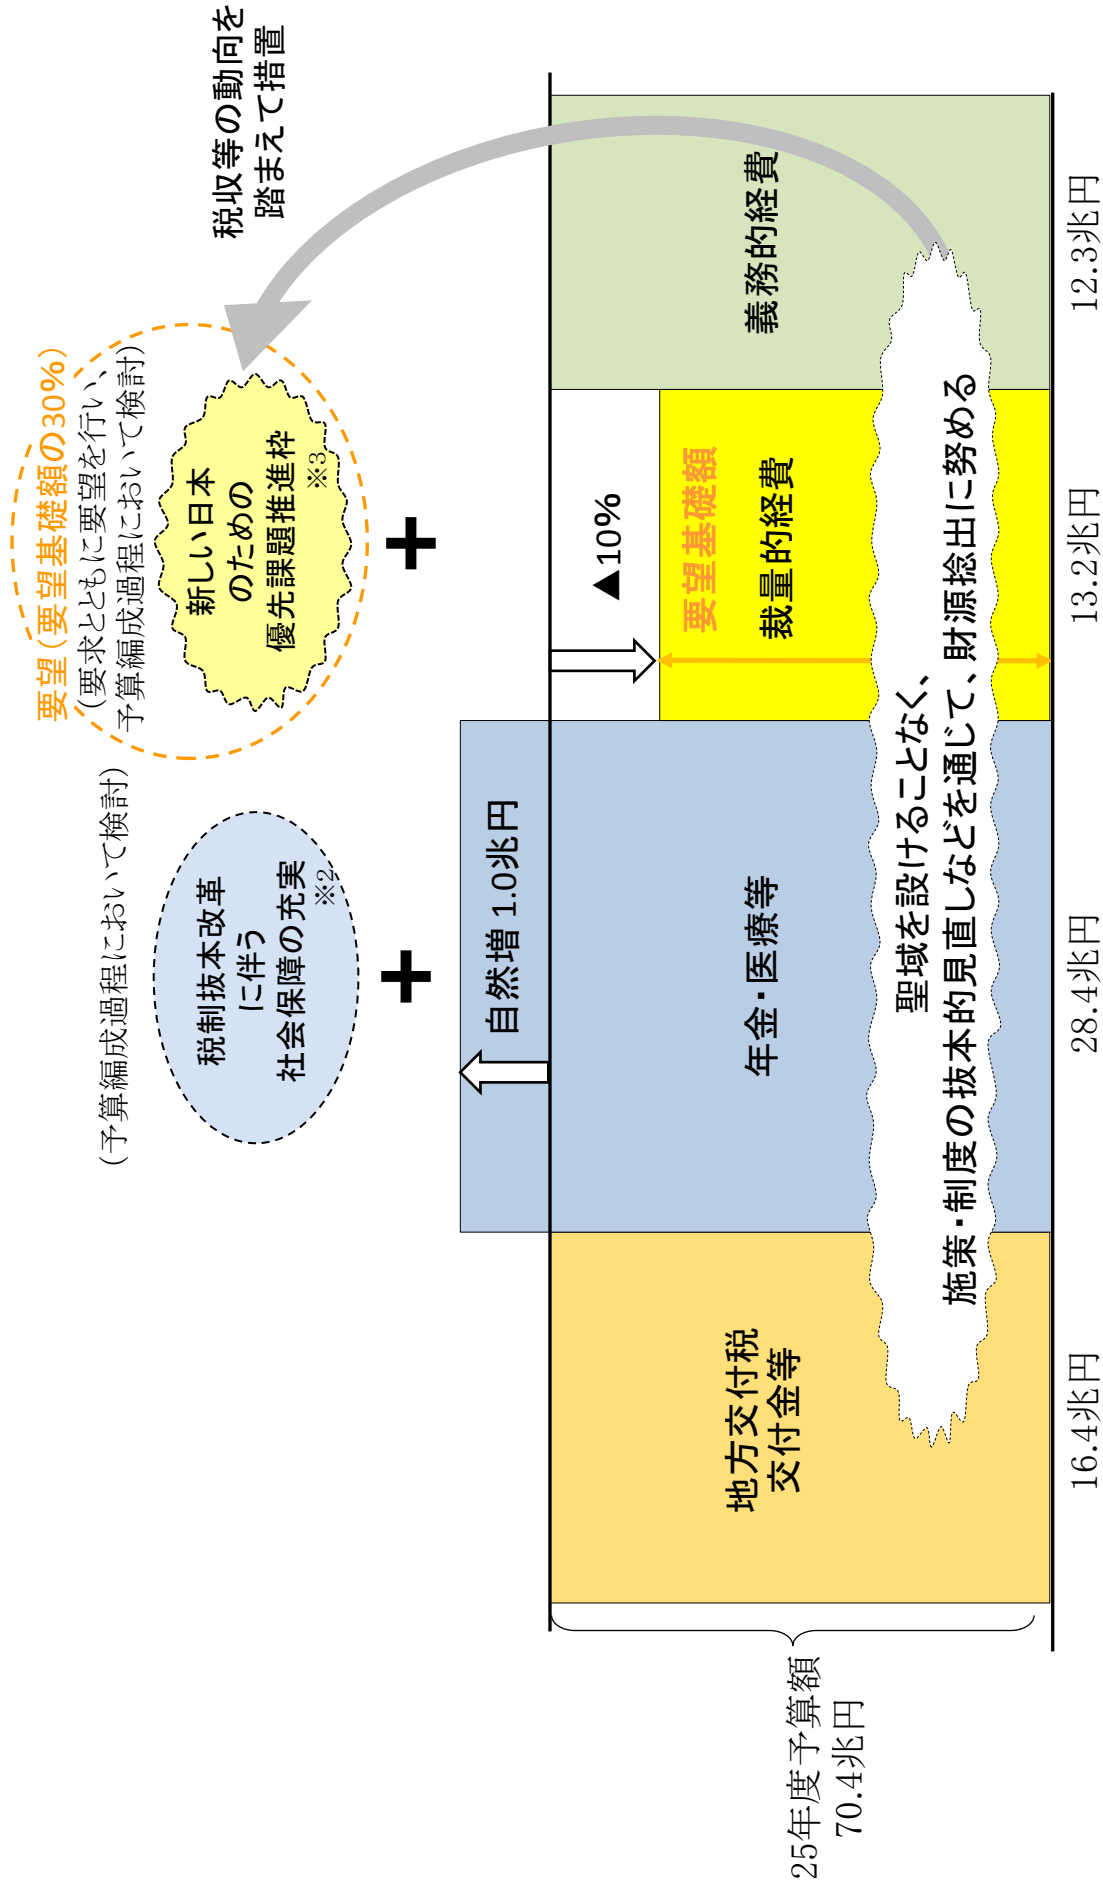 (予算編成過程において検討)
税制抜本改革
に伴う
社会保障の充実
※2
要望(要望基礎額の30%)
(要求とともに要望を行い、
予算編成過程において検討)
新しい日本
のための
優先課題推進枠
※3
税収等の動向を
踏まえて措置
+
+
自然増 1.0兆円
▲10%
25年度予算額
70.4兆円
地方交付税
交付金等
年金・医療等
要望基礎額
裁量的経費
義務的経費
聖域を設けることなく、
施策・制度の抜本的見直しなどを通じて、財源捻出に努める
16.4兆円
28.4兆円
13.2兆円
12.3兆円